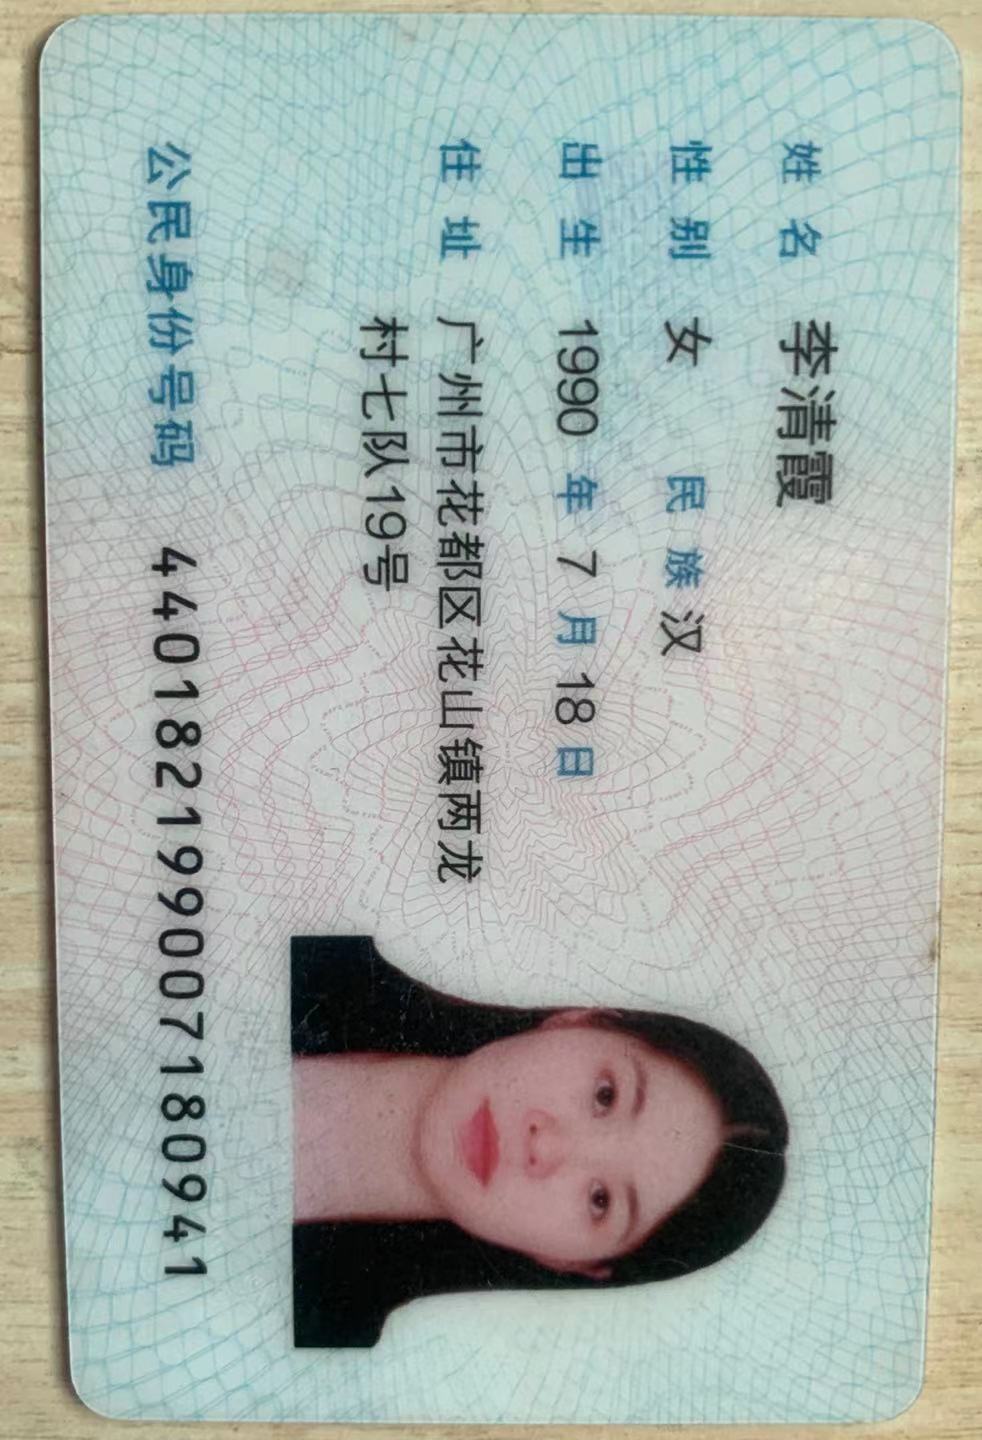 姓名 李清霞
性别 女 民族 汉
出生 1990 年 7 月 18 日
住址 广州市花都区花山镇两龙
村七队19号
公民身份号码 440182199007180941